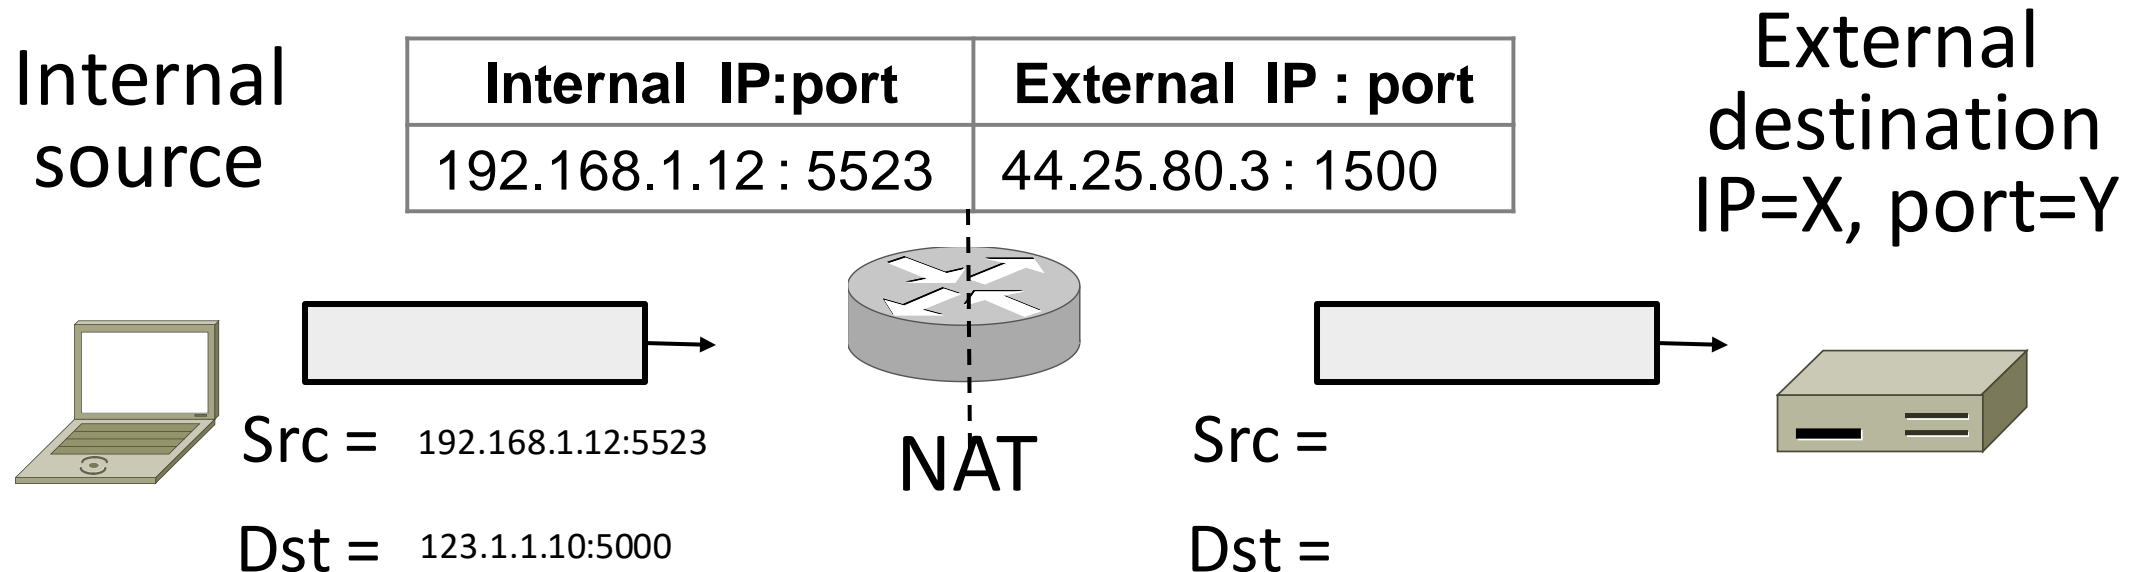 Internal
source
Internal IP:port
External IP : port
192.168.1.12 : 5523
44.25.80.3 : 1500
External
destination
IP=X, port=Y
Src = 192.168.1.12:5523
Dst = 123.1.1.10:5000
NAT
Src =
Dst =